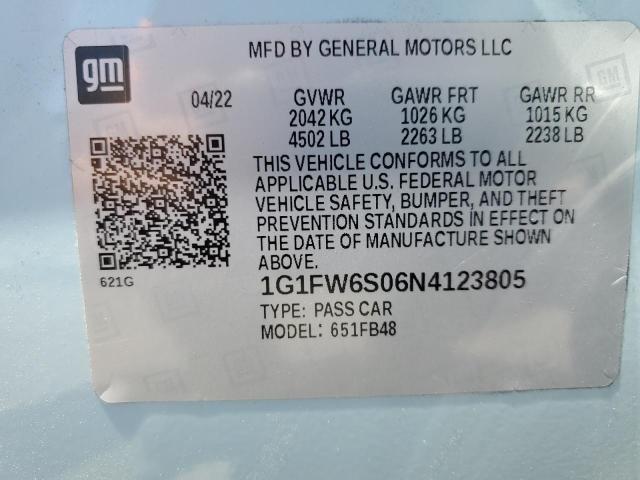 gm
MFD BY GENERAL MOTORS LLC
04/22 GVWR GAWR FRT GAWR RR
2042 KG 1026 KG 1015 KG
4502 LB 2263 LB 2238 LB
THIS VEHICLE CONFORMS TO ALL
APPLICABLE U.S. FEDERAL MOTOR
VEHICLE SAFETY, BUMPER, AND THEFT
PREVENTION STANDARDS IN EFFECT ON
THE DATE OF MANUFACTURE SHOWN
ABOVE.
621G
1G1FW6S06N4123805
TYPE: PASS CAR
MODEL: 651FB48